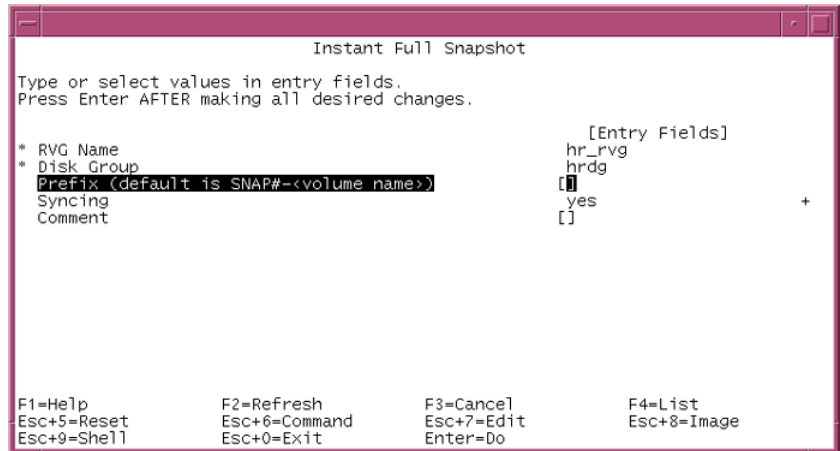 Instant Full Snapshot
Type or select values in entry fields.
Press Enter AFTER making all desired changes.
[Entry Fields]
* RVG Name hr_rvg
* Disk Group hrdg
Prefix (default is SNAP#-<volume name>) []
Syncing yes +
Comment []
F1=Help F2=Refresh F3=Cancel F4=List
Esc+5=Reset Esc+6=Command Esc+7=Edit Esc+8=Image
Esc+9=Shell Esc+0=Exit Enter=Do